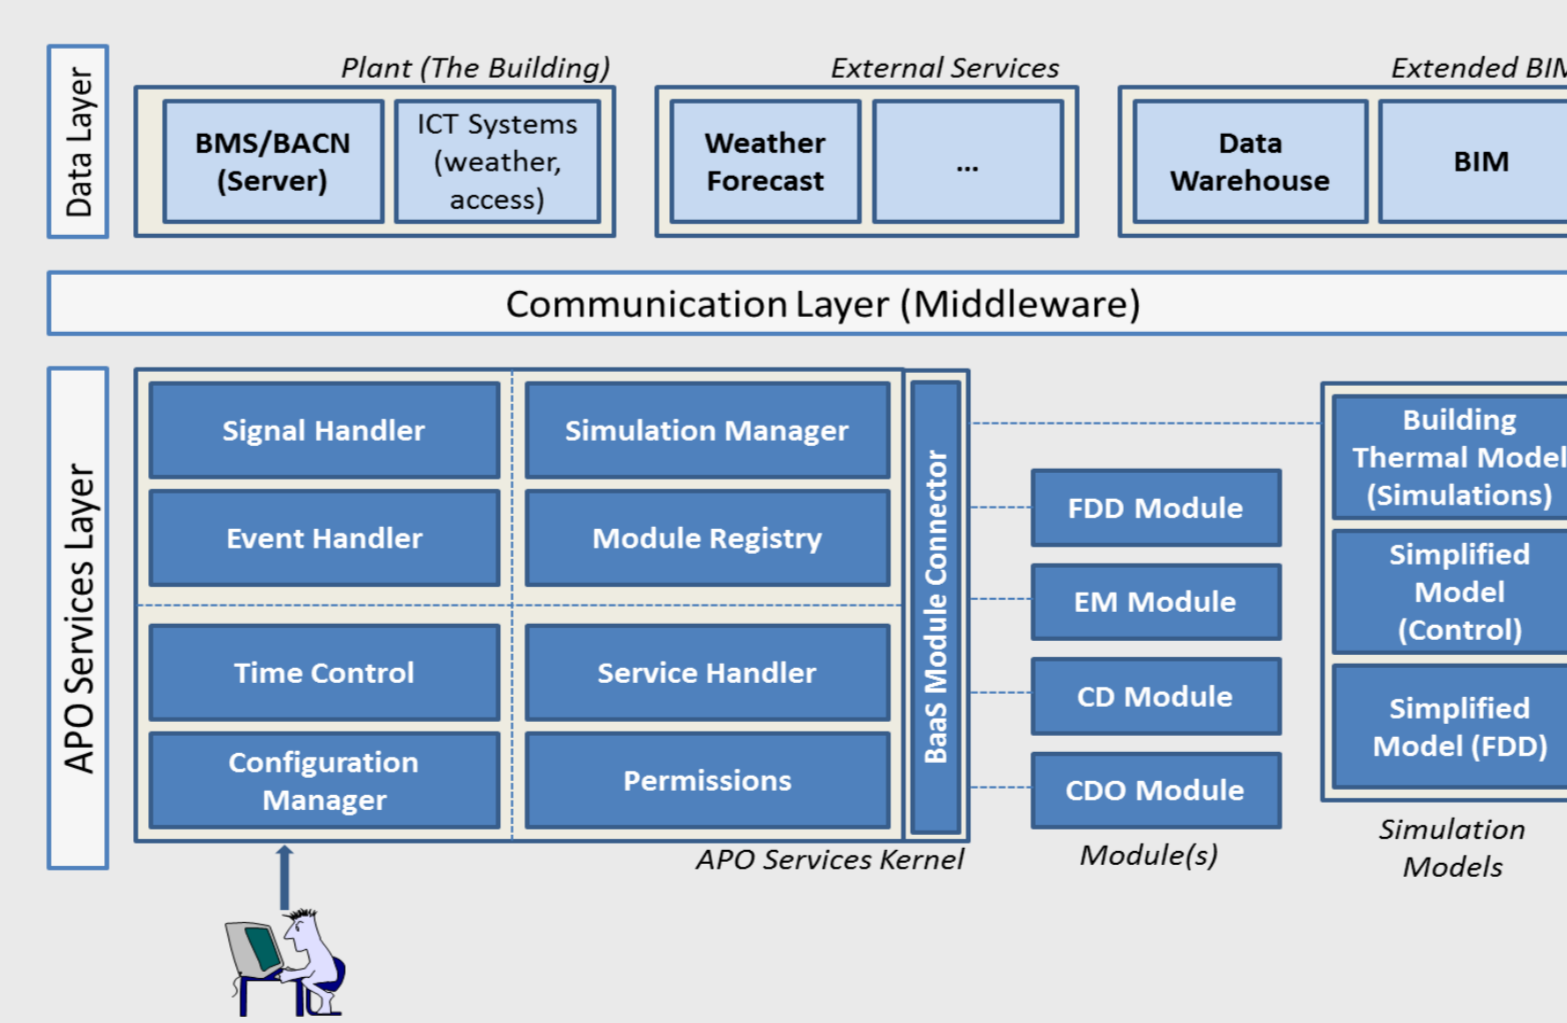 Data Layer
Plant (The Building)
BMS/BACN
(Server)
ICT Systems
(weather,
access)
External Services
Weather
Forecast
...
Extended BIM
Data
Warehouse
BIM
Communication Layer (Middleware)
APO Services Layer
Signal Handler
Simulation Manager
Event Handler
Module Registry
Time Control
Service Handler
Configuration
Manager
Permissions
BaaS Module Connector
APO Services Kernel
FDD Module
EM Module
CD Module
CDO Module
Module(s)
Building
Thermal Model
(Simulations)
Simplified
Model
(Control)
Simplified
Model (FDD)
Simulation
Models